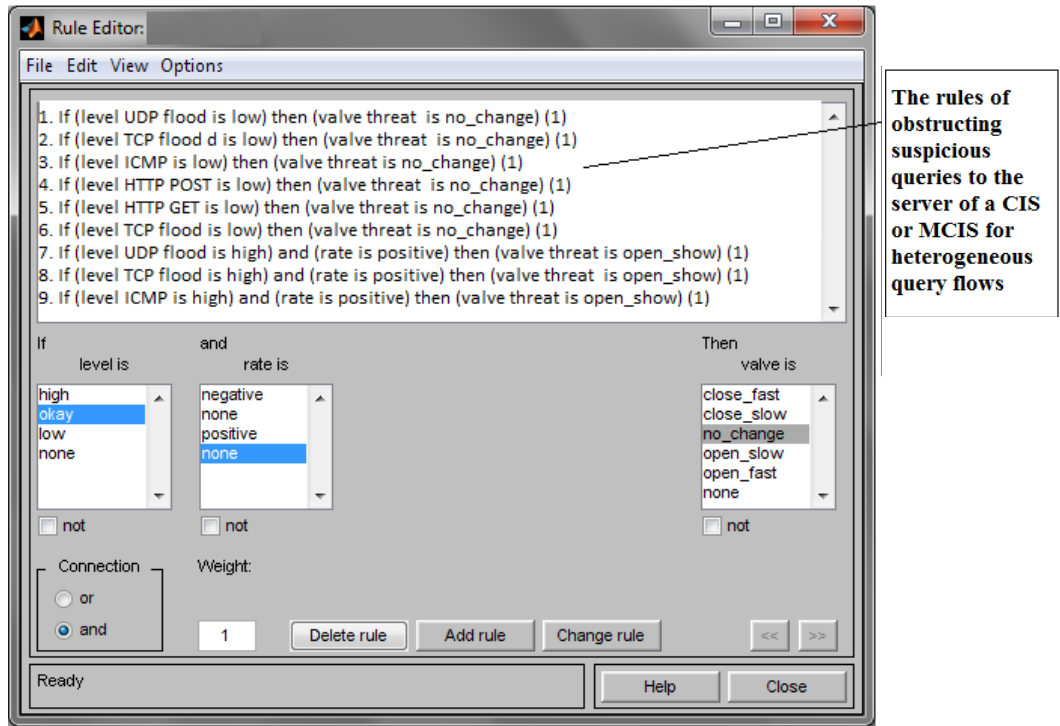 Rule Editor:
File Edit View Options
1. If (level UDP flood is low) then (valve threat is no_change) (1)
2. If (level TCP flood d is low) then (valve threat is no_change) (1)
3. If (level ICMP is low) then (valve threat is no_change) (1)
4. If (level HTTP POST is low) then (valve threat is no_change) (1)
5. If (level HTTP GET is low) then (valve threat is no_change) (1)
6. If (level TCP flood is low) then (valve threat is no_change) (1)
7. If (level UDP flood is high) and (rate is positive) then (valve threat is open_show) (1)
8. If (level TCP flood is high) and (rate is positive) then (valve threat is open_show) (1)
9. If (level ICMP is high) and (rate is positive) then (valve threat is open_show) (1)
The rules of
obstructing
suspicious
queries to the
server of a CIS
or MCIS for
heterogeneous
query flows
If
level is
high
okay
low
none
not
and
rate is
negative
none
positive
none
not
Then
valve is
close_fast
close_slow
no_change
open_slow
open_fast
none
not
Connection
or
and
Weight:
1
Delete rule
Add rule
Change rule
<<
>>
Ready
Help
Close